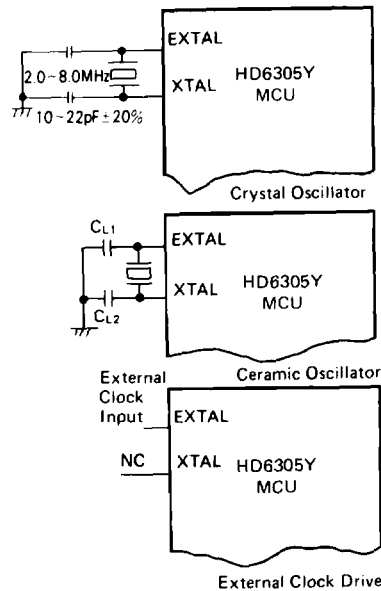 EXTAL
2.0~8.0MHz
HD6305Y
MCU
XTAL
10~22pF±20%
Crystal Oscillator
CL1
EXTAL
HD6305Y
MCU
XTAL
CL2
Ceramic Oscillator
External
Clock
Input
EXTAL
NC
XTAL
HD6305Y
MCU
External Clock Drive